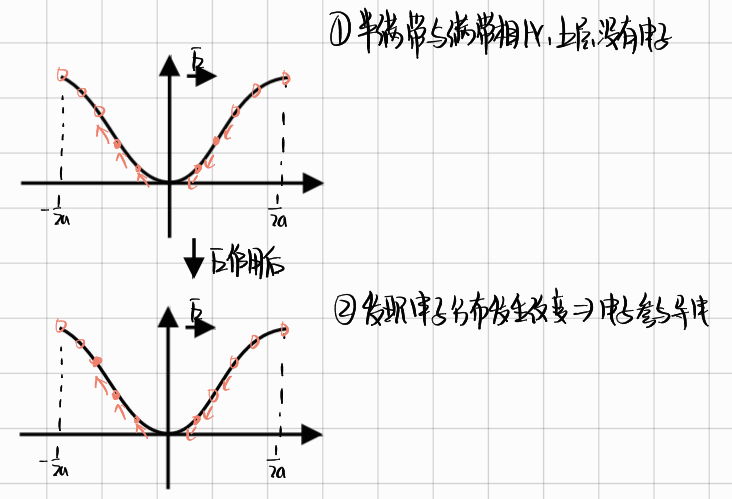 ①半满带与满带相比,上层没有电子
E
-1/2a
1/2a
E作用后
②发现电子分布发生改变⇒电子参与导电
E
-1/2a
1/2a